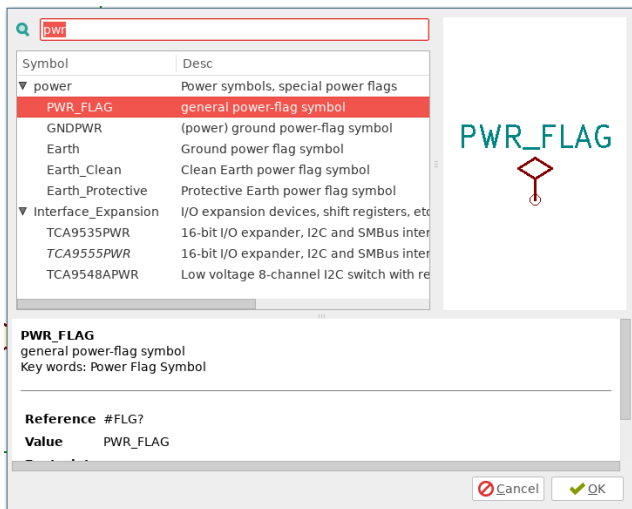 pwr
Symbol Desc
power Power symbols, special power flags
PWR_FLAG general power-flag symbol
GNDPWR (power) ground power-flag symbol
Earth Ground power flag symbol
Earth_Clean Clean Earth power flag symbol
Earth_Protective Protective Earth power flag symbol
Interface_Expansion I/O expansion devices, shift registers, etc
TCA9535PWR 16-bit I/O expander, I2C and SMBus inter
TCA9555PWR 16-bit I/O expander, I2C and SMBus inter
TCA9548APWR Low voltage 8-channel I2C switch with re
PWR_FLAG
PWR_FLAG
general power-flag symbol
Key words: Power Flag Symbol
Reference #FLG?
Value PWR_FLAG
Cancel OK